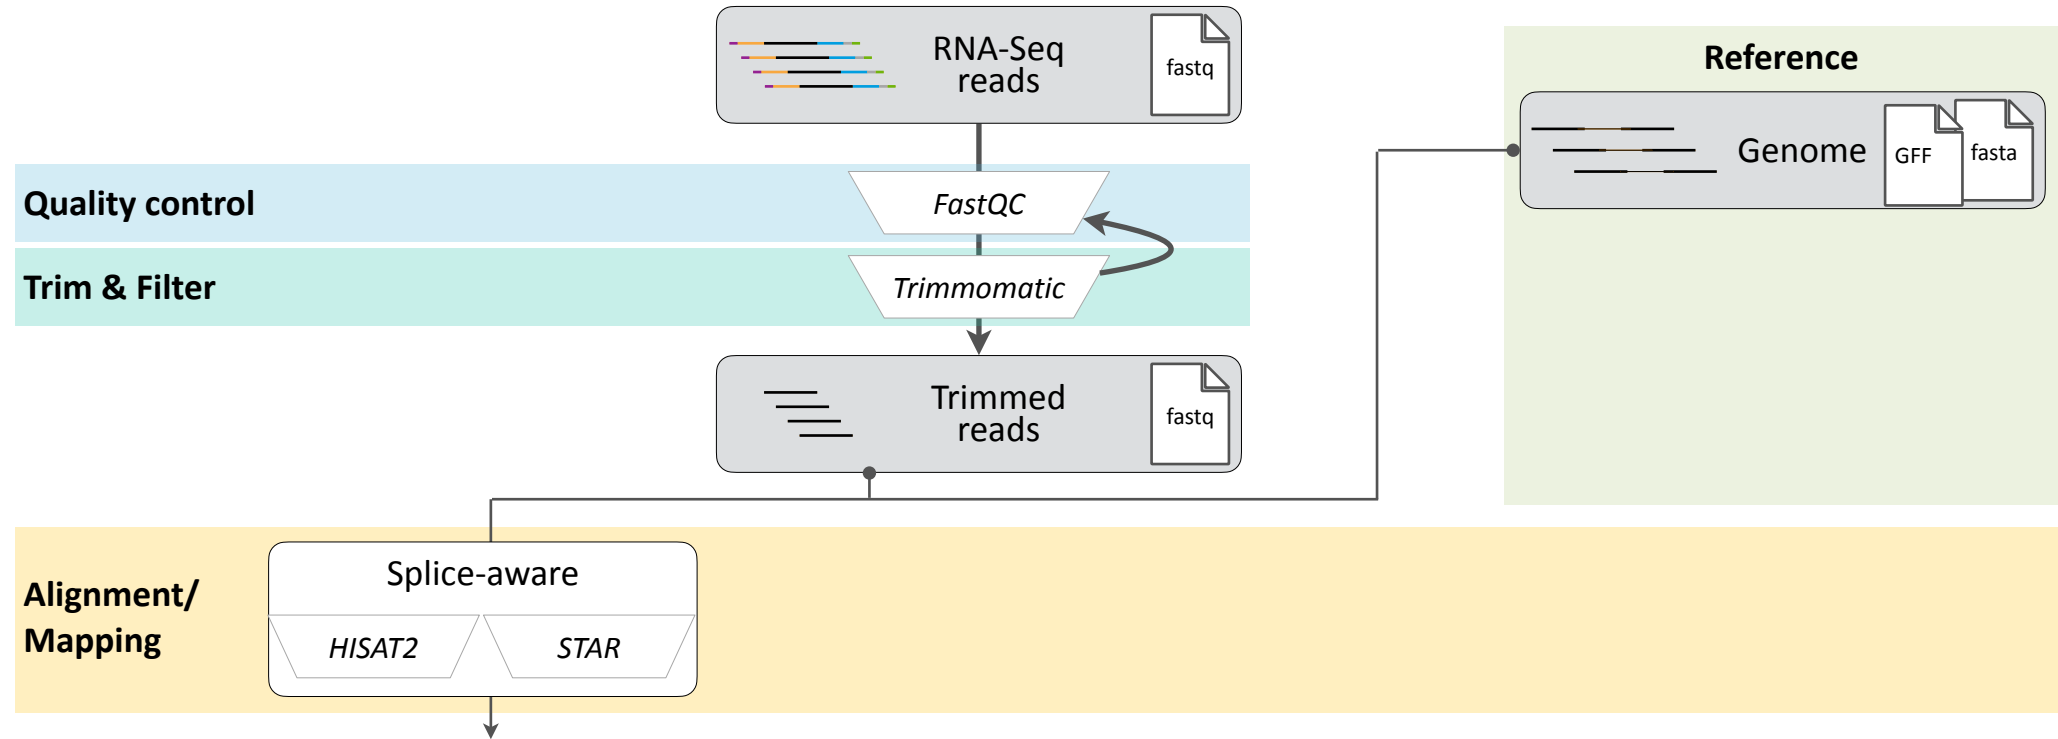 RNA-Seq
reads
fastq
Reference
Genome
GFF
fasta
Quality control
FastQC
Trim & Filter
Trimmomatic
Trimmed
reads
fastq
Alignment/
Mapping
Splice-aware
HISAT2
STAR